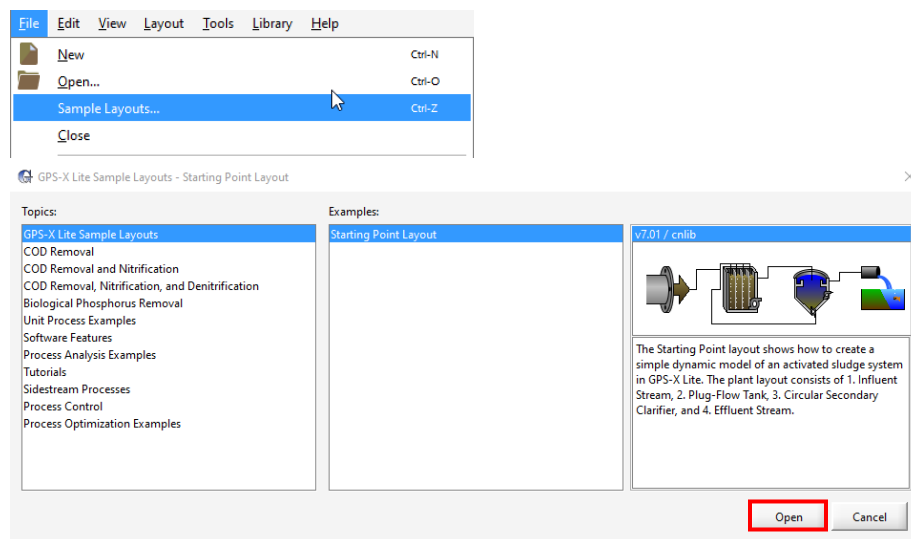 File Edit View Layout Tools Library Help
New Ctrl-N
Open... Ctrl-O
Sample Layouts... Ctrl-Z
Close
GPS-X Lite Sample Layouts - Starting Point Layout
Topics:
GPS-X Lite Sample Layouts
COD Removal
COD Removal and Nitrification
COD Removal, Nitrification, and Denitrification
Biological Phosphorus Removal
Unit Process Examples
Software Features
Process Analysis Examples
Tutorials
Sidestream Processes
Process Control
Process Optimization Examples
Examples:
Starting Point Layout
v7.01 / cnlib
The Starting Point layout shows how to create a
simple dynamic model of an activated sludge system
in GPS-X Lite. The plant layout consists of 1. Influent
Stream, 2. Plug-Flow Tank, 3. Circular Secondary
Clarifier, and 4. Effluent Stream.
Open Cancel